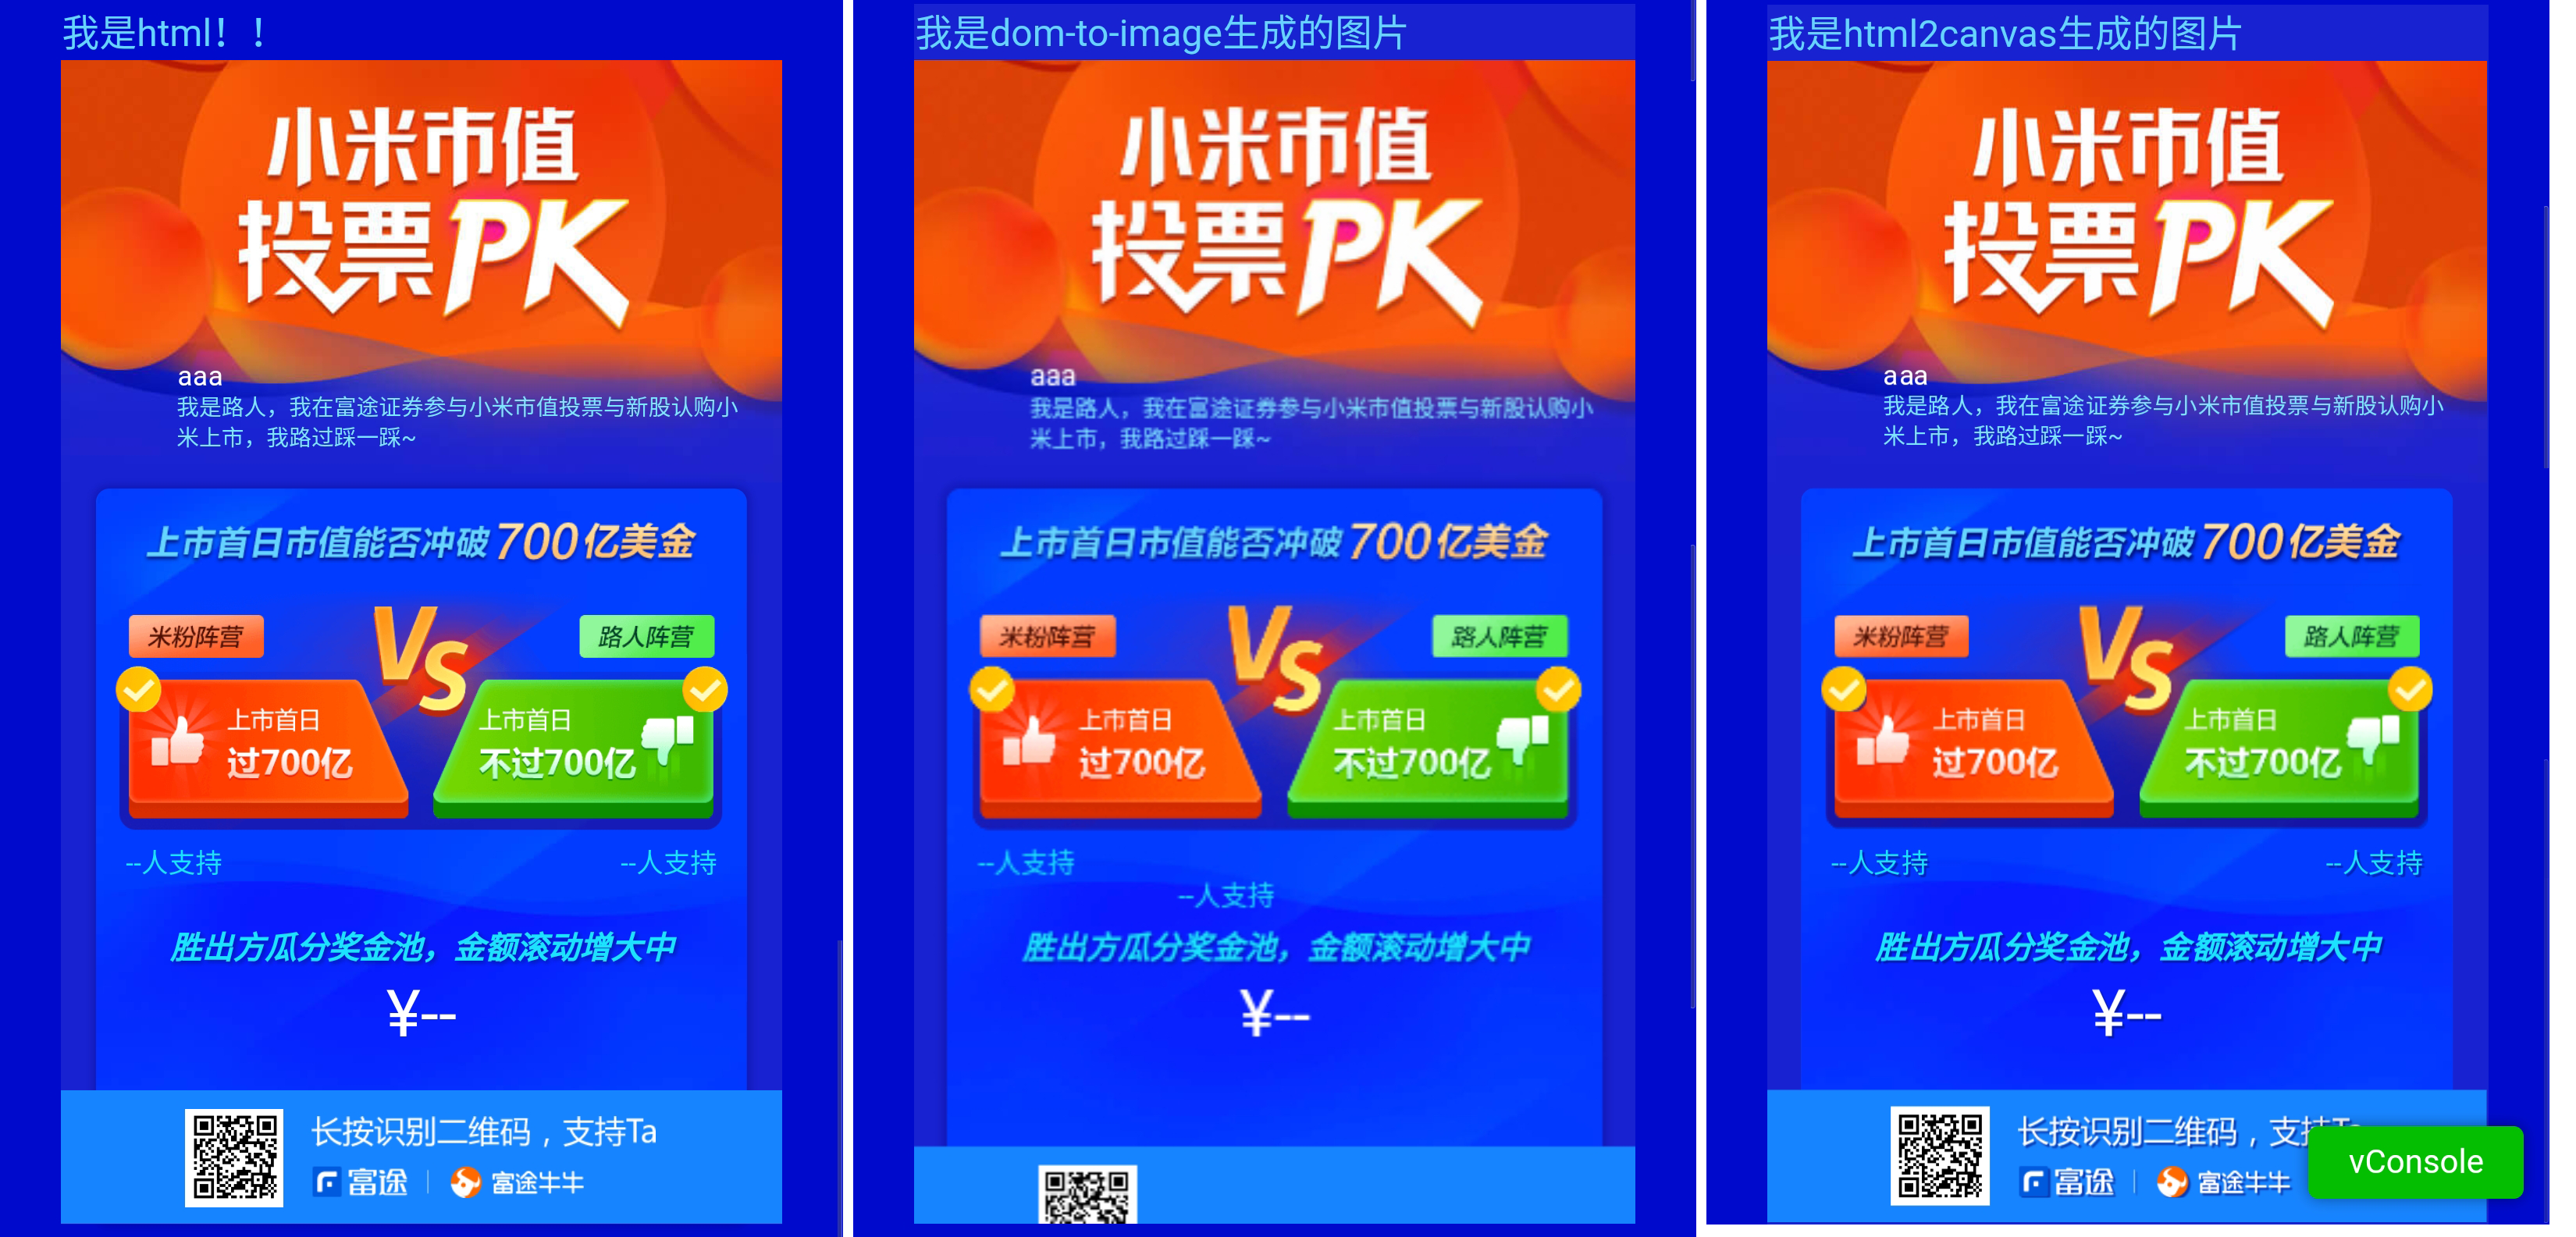 我是html！！
小米市值
投票PK
aaa
我是路人，我在富途证券参与小米市值投票与新股认购小
米上市，我路过踩一踩~
上市首日市值能否冲破700亿美金
米粉阵营
VS
路人阵营
上市首日
过700亿
上市首日
不过700亿
--人支持
--人支持
胜出方瓜分奖金池，金额滚动增大中
¥--
长按识别二维码，支持Ta
富途
富途牛牛
我是dom-to-image生成的图片
小米市值
投票PK
aaa
我是路人，我在富途证券参与小米市值投票与新股认购小
米上市，我路过踩一踩~
上市首日市值能否冲破700亿美金
米粉阵营
VS
路人阵营
上市首日
过700亿
上市首日
不过700亿
--人支持
--人支持
胜出方瓜分奖金池，金额滚动增大中
¥--
我是html2canvas生成的图片
小米市值
投票PK
aaa
我是路人，我在富途证券参与小米市值投票与新股认购小
米上市，我路过踩一踩~
上市首日市值能否冲破700亿美金
米粉阵营
VS
路人阵营
上市首日
过700亿
上市首日
不过700亿
--人支持
--人支持
胜出方瓜分奖金池，金额滚动增大中
¥--
长按识别二维码，支持
富途
富途牛牛
vConsole